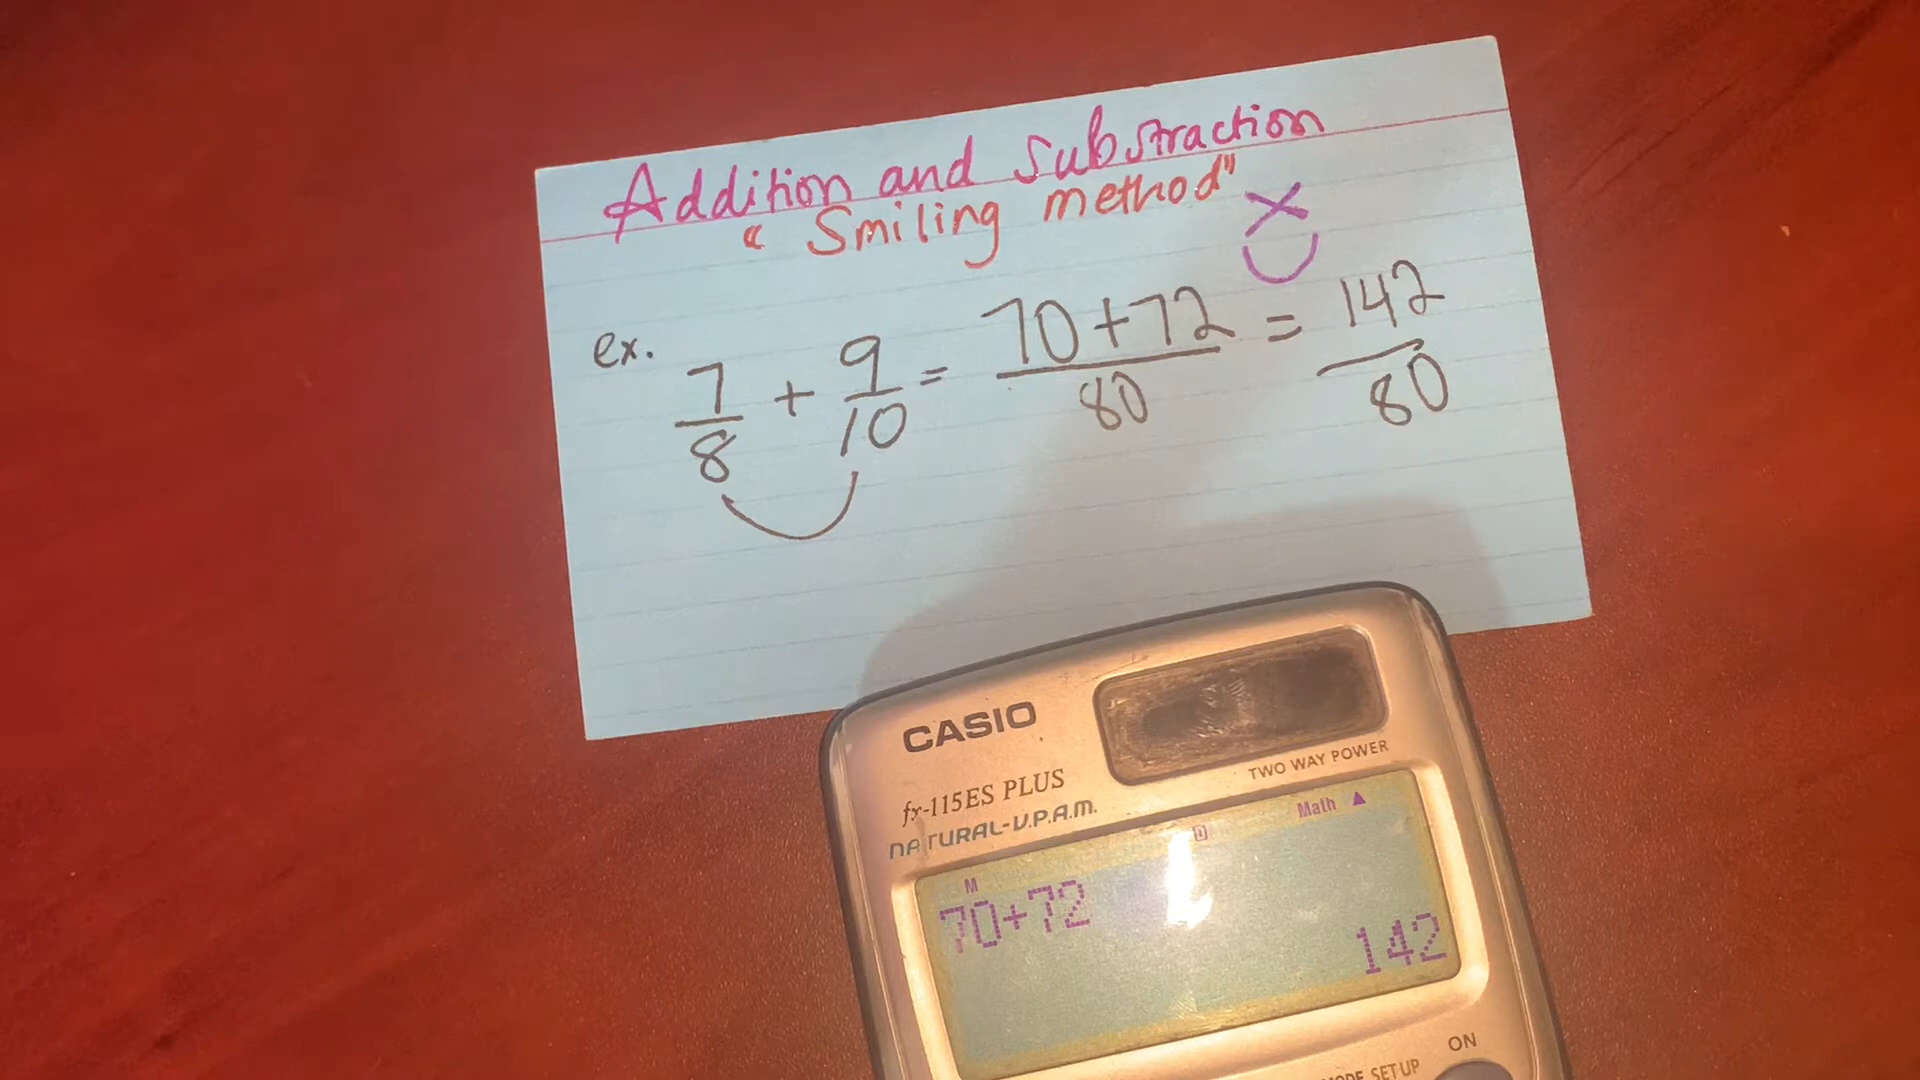 Addition and Substraction
"Smiling method"
ex. 7/8 + 9/10 = 70+72/80 = 142/80
CASIO
fx-115ES PLUS
NATURAL-V.P.A.M.
TWO WAY POWER
M D Math ▲
70+72
142
MODE SETUP ON